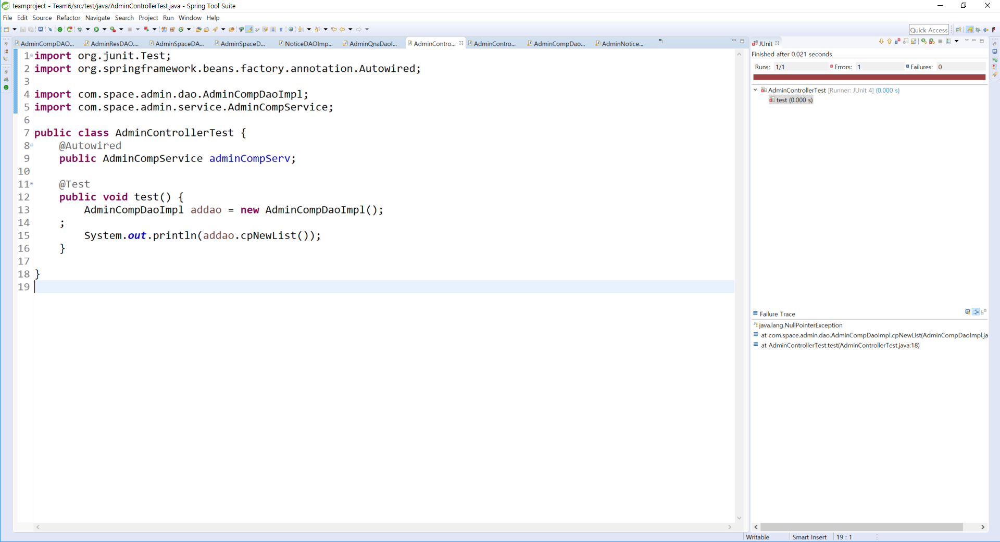 teamproject - Team6/src/test/java/AdminControllerTest.java - Spring Tool Suite
File Edit Source Refactor Navigate Search Project Run Window Help
Quick Access
AdminCompDAO... AdminResDAO.... AdminSpaceDA... AdminSpaceD... NoticeDAOImp... AdminQnaDaoI... AdminContro... AdminContro... AdminCompDao... AdminNotice... »7
1 import org.junit.Test;
2 import org.springframework.beans.factory.annotation.Autowired;
3
4 import com.space.admin.dao.AdminCompDaoImpl;
5 import com.space.admin.service.AdminCompService;
6
7 public class AdminControllerTest {
8 @Autowired
9 public AdminCompService adminCompServ;
10
11 @Test
12 public void test() {
13 AdminCompDaoImpl addao = new AdminCompDaoImpl();
14 ;
15 System.out.println(addao.cpNewList());
16 }
17
18 }
19
JUnit
Finished after 0.021 seconds
Runs: 1/1 Errors: 1 Failures: 0
AdminControllerTest [Runner: JUnit 4] (0.000 s)
test (0.000 s)
Failure Trace
java.lang.NullPointerException
at com.space.admin.dao.AdminCompDaoImpl.cpNewList(AdminCompDaoImpl.ja
at AdminControllerTest.test(AdminControllerTest.java:18)
Writable Smart Insert 19 : 1